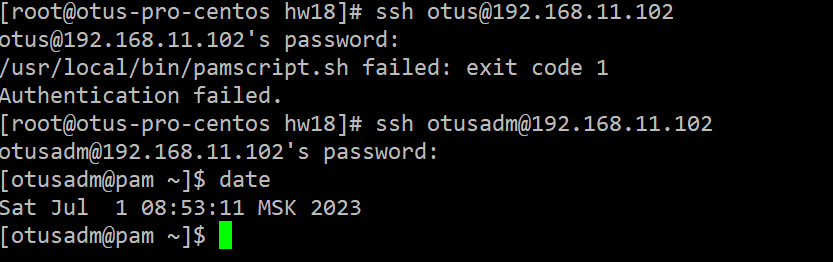 [root@otus-pro-centos hw18]# ssh otus@192.168.11.102
otus@192.168.11.102's password:
/usr/local/bin/pamscript.sh failed: exit code 1
Authentication failed.
[root@otus-pro-centos hw18]# ssh otusadm@192.168.11.102
otusadm@192.168.11.102's password:
[otusadm@pam ~]$ date
Sat Jul  1 08:53:11 MSK 2023
[otusadm@pam ~]$